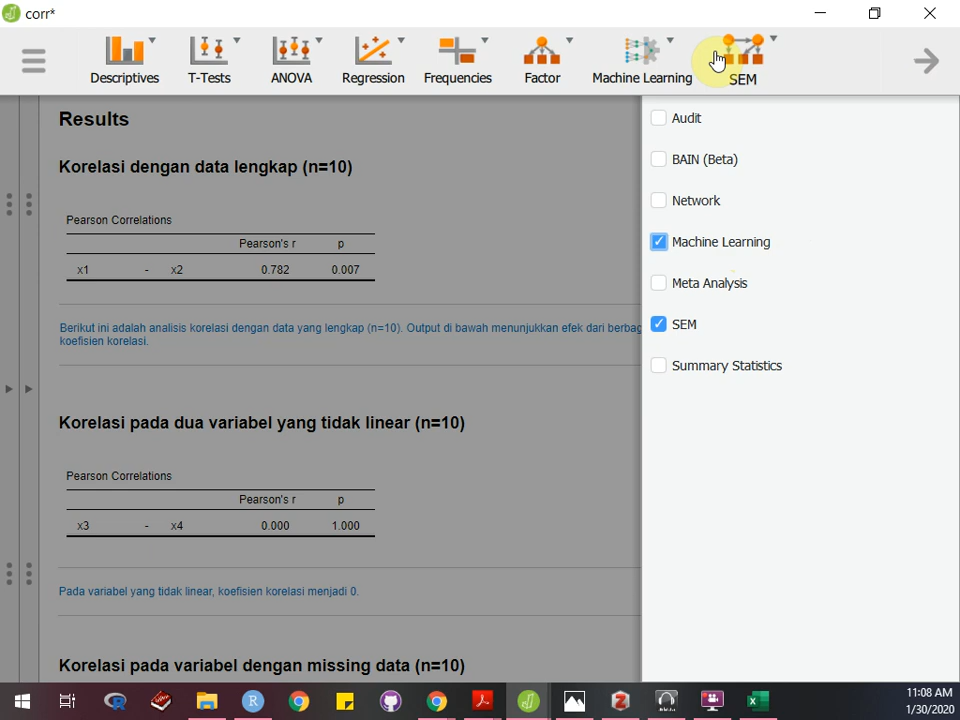 corr*
Descriptives T-Tests ANOVA Regression Frequencies Factor Machine Learning SEM
Results
Korelasi dengan data lengkap (n=10)
Pearson Correlations
Pearson's r p
x1 - x2 0.782 0.007
Berikut ini adalah analisis korelasi dengan data yang lengkap (n=10). Output di bawah menunjukkan efek dari berbag
koefisien korelasi.
Korelasi pada dua variabel yang tidak linear (n=10)
Pearson Correlations
Pearson's r p
x3 - x4 0.000 1.000
Pada variabel yang tidak linear, koefisien korelasi menjadi 0.
Korelasi pada variabel dengan missing data (n=10)
Audit
BAIN (Beta)
Network
Machine Learning
Meta Analysis
SEM
Summary Statistics
11:08 AM
1/30/2020